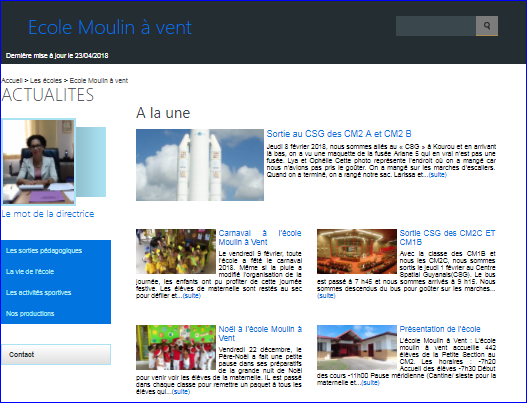 Ecole Moulin à vent
Dernière mise à jour le 23/04/2018
Accueil > Les écoles > Ecole Moulin à vent
ACTUALITES
Le mot de la directrice
Les sorties pédagogiques
La vie de l'école
Les activités sportives
Nos productions
Contact
A la une
Sortie au CSG des CM2 A et CM2 B
Jeudi 8 février 2018, nous sommes allés au « CSG » à Kourou et en arrivant
là bas, on a vu une maquette de la fusée Ariane 5 qui en vrai n'est pas une
fusée. Lya et Ophélie Cette photo représente l'endroit où on a mangé car
nous n'avions pas pris le goûter. On a mangé sur les marches d'escaliers.
Quand on a terminé, on a rangé notre sac. Larissa et...(suite)
Carnaval à l'école
Moulin à Vent
Le vendredi 9 février, toute
l'école a fêté le carnaval
2018. Même si la pluie a
modifié l'organisation de la
journée, les enfants ont pu profiter de cette journée
festive. Les élèves de maternelle sont restés au sec
pour défiler et...(suite)
Sortie CSG des CM2C ET
CM1B
Avec la classe des CM1B et
nous les CM2C, nous sommes
sortis le jeudi 1 février au Centre
Spatial Guyanais(CSG). Le bus
est passé à 7 h45 et nous sommes arrivés à 9 h15. Nous
sommes descendus du bus pour goûter sur les marches...
(suite)
Noël à l'école Moulin à
Vent
Vendredi 22 décembre, le
Père-Noël a fait une petite
pause dans ses préparatifs
de la grande nuit de Noël
pour venir voir les élèves de la maternelle. IL est passé
dans chaque classe pour remettre un paquet à tous les
élèves qui...(suite)
Présentation de l'école
L'école Moulin à Vent : L'école
moulin à vent accueille 442
élèves de la Petite Section au
CM2. Les horaires : -7h20
Accueil des élèves -7h30 Début
des cours -11h00 Pause méridienne (Cantine/ sieste pour la
maternelle et...(suite)